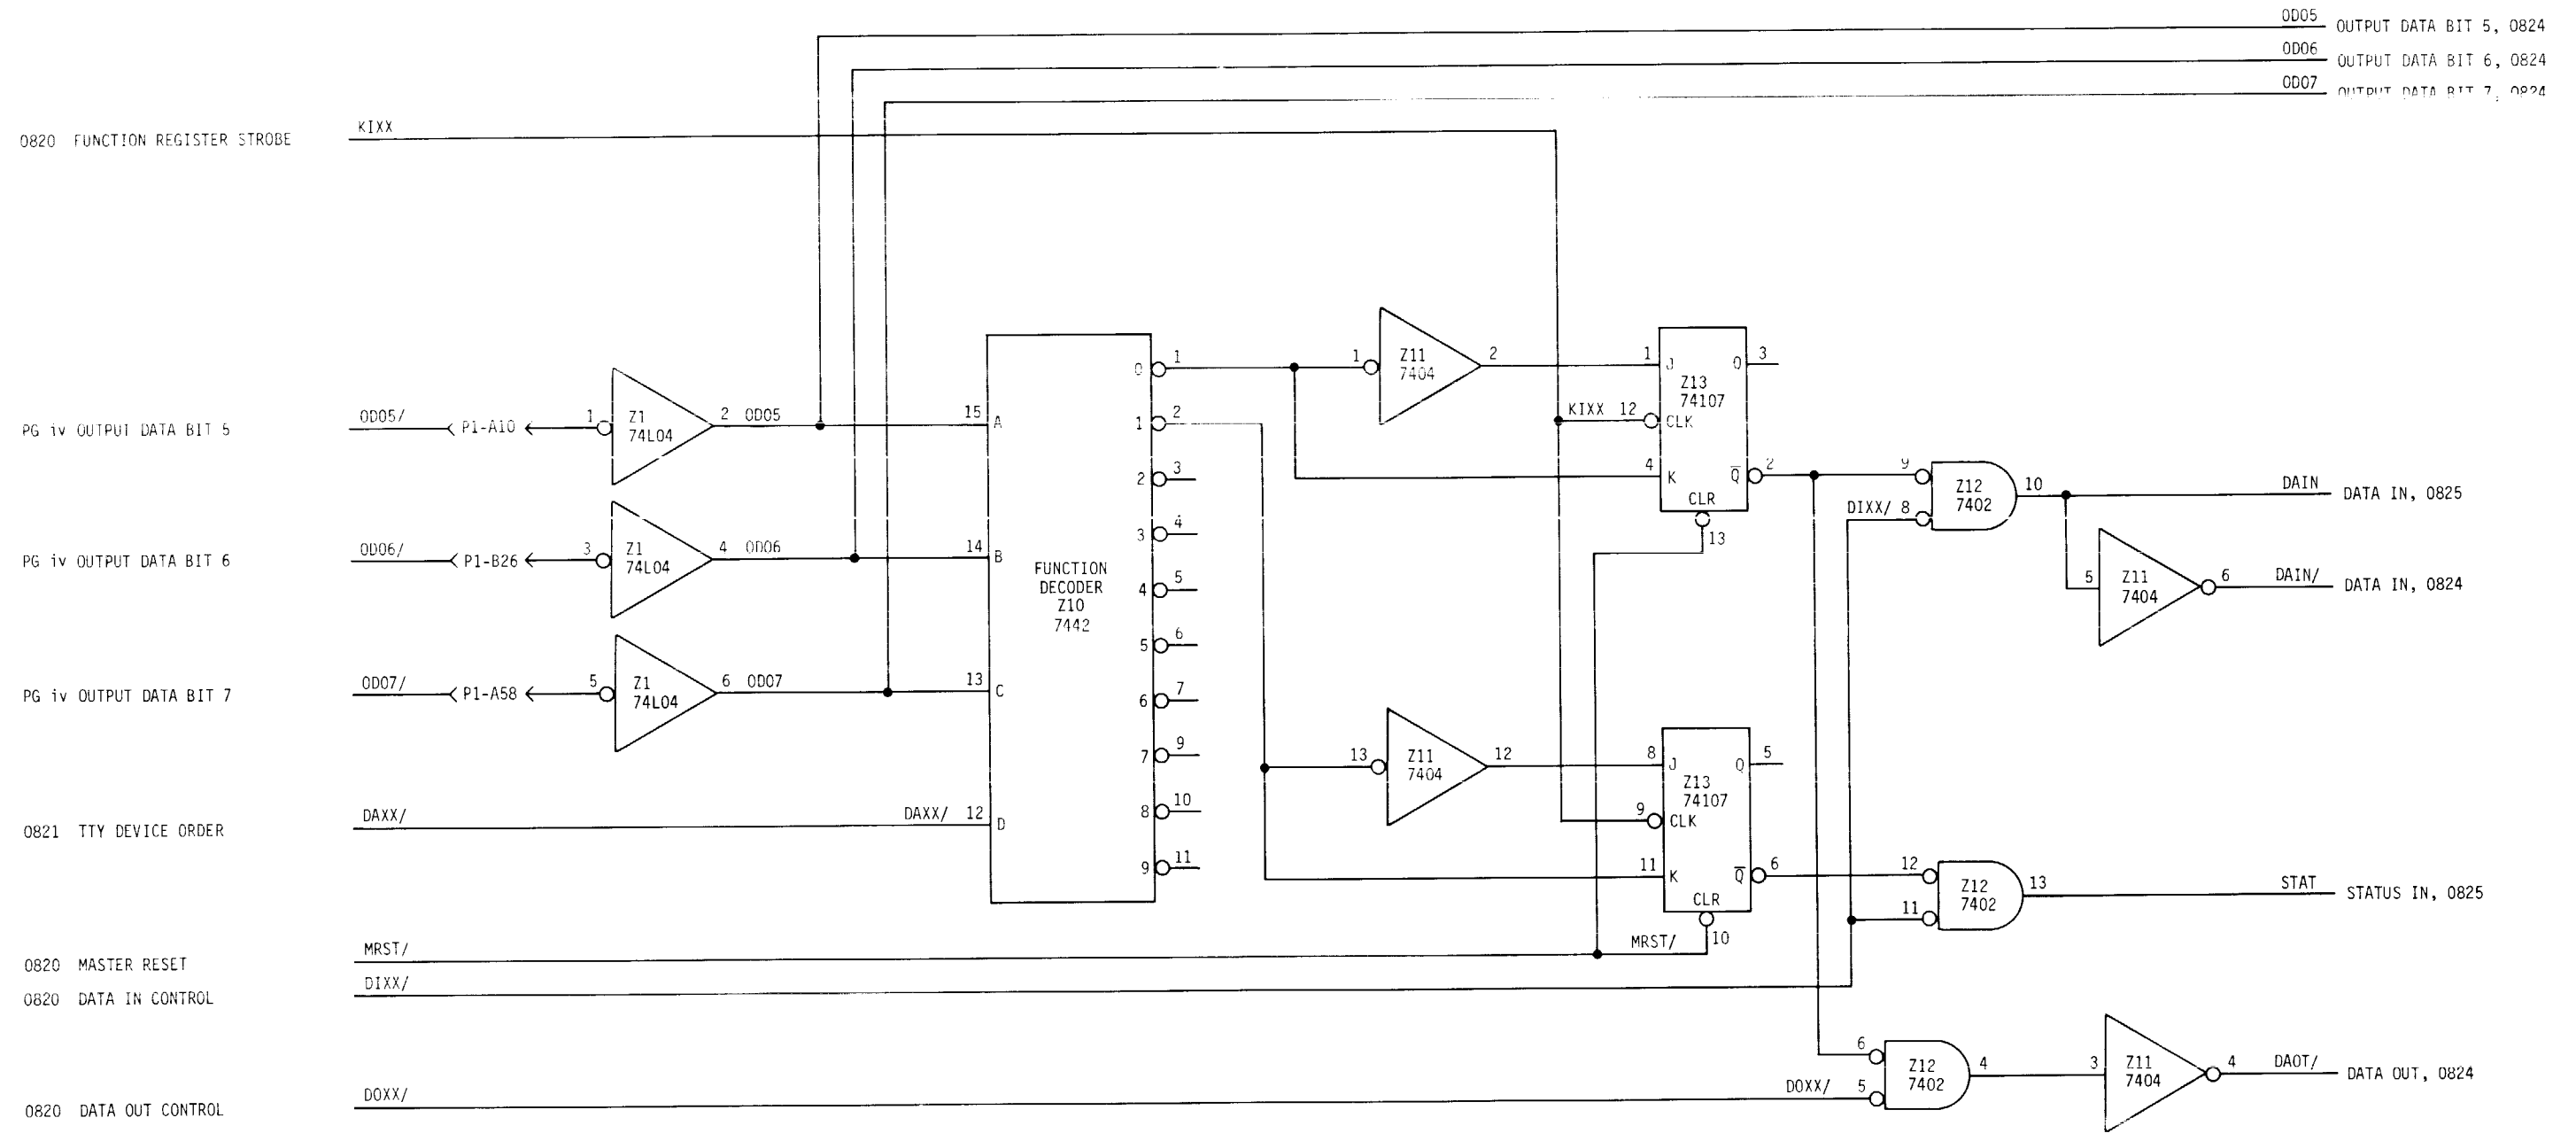 OD05 OUTPUT DATA BIT 5, 0824
OD06 OUTPUT DATA BIT 6, 0824
OD07 OUTPUT DATA BIT 7, 0824
0820 FUNCTION REGISTER STROBE KIXX
PG iv OUTPUT DATA BIT 5 OD05/ P1-A10 1 Z1 74L04 2 OD05 15 A
PG iv OUTPUT DATA BIT 6 OD06/ P1-B26 3 Z1 74L04 4 OD06 14 B
PG iv OUTPUT DATA BIT 7 OD07/ P1-A58 5 Z1 74L04 6 OD07 13 C
0821 TTY DEVICE ORDER DAXX/ DAXX/ 12 D
FUNCTION
DECODER
Z10
7442
0 1
1 2
2 3
3 4
4 5
5 6
6 7
7 9
8 10
9 11
1 Z11 7404 2
1 J Q 3
Z13
74107
KIXX 12 CLK
4 K Q 2
CLR
13
13 Z11 7404 12
8 J Q 5
Z13
74107
9 CLK
11 K Q 6
CLR
MRST/ 10
9 Z12 7402 10 DAIN DATA IN, 0825
DIXX/ 8
5 Z11 7404 6 DAIN/ DATA IN, 0824
12 Z12 7402 13 STAT STATUS IN, 0825
11
0820 MASTER RESET MRST/
0820 DATA IN CONTROL DIXX/
6 Z12 7402 4 3 Z11 7404 4 DAOT/ DATA OUT, 0824
DOXX/ 5
0820 DATA OUT CONTROL DOXX/